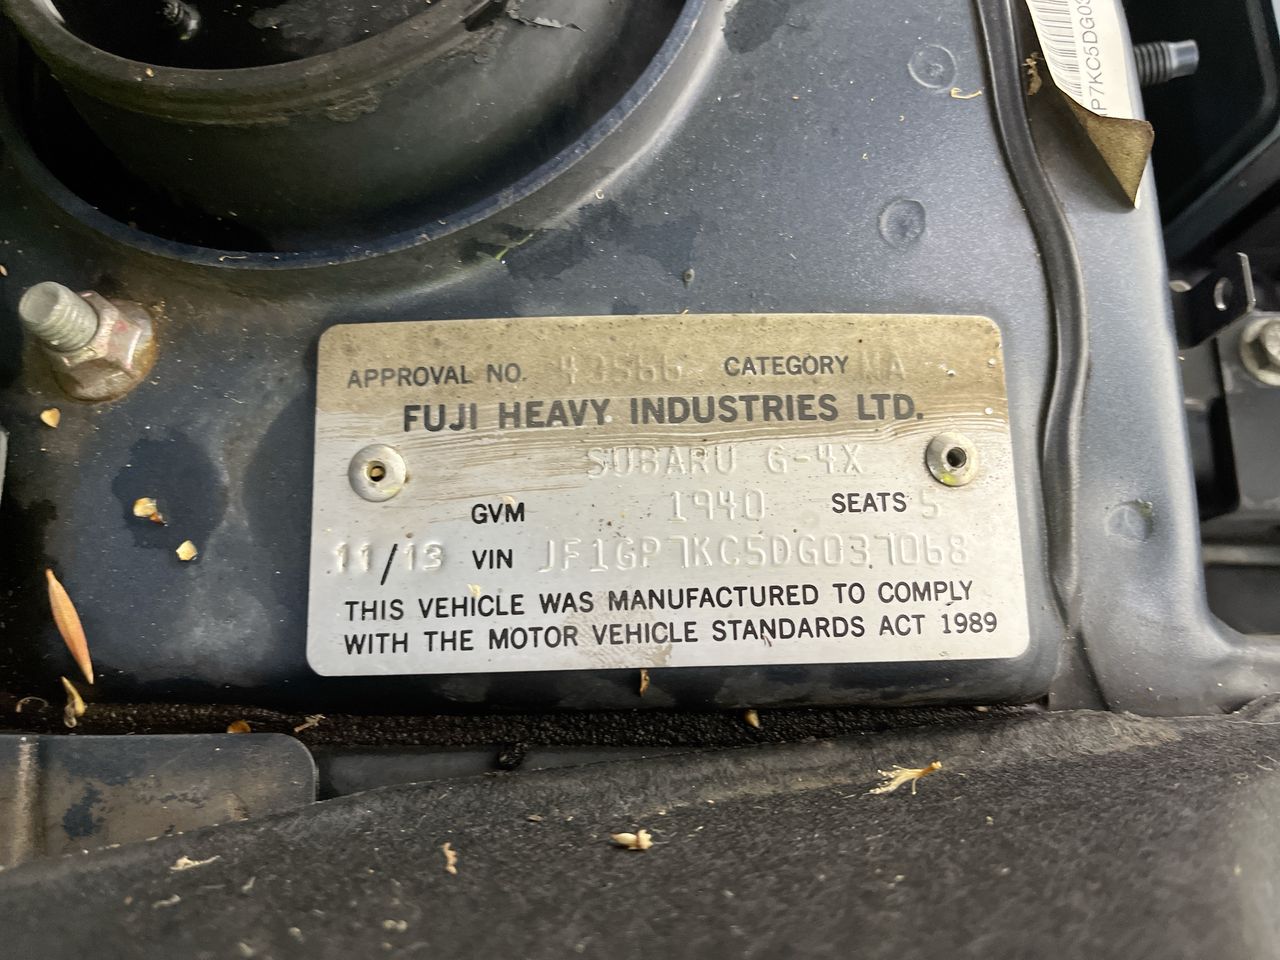 P7KC5DG03
APPROVAL NO. 43566 CATEGORY NA
FUJI HEAVY INDUSTRIES LTD.
SUBARU G-4X
GVM 1940 SEATS 5
11/13 VIN JF1GP7KC5DG037068
THIS VEHICLE WAS MANUFACTURED TO COMPLY
WITH THE MOTOR VEHICLE STANDARDS ACT 1989